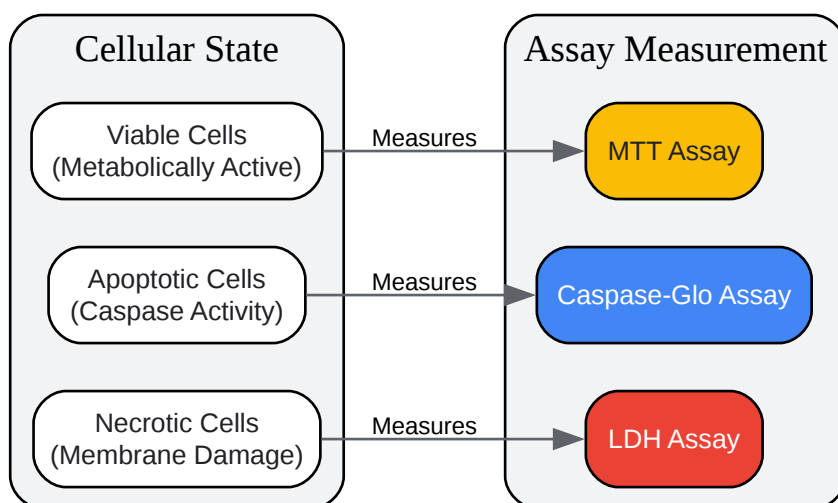 Cellular State
Assay Measurement
Viable Cells
(Metabolically Active)
Measures
MTT Assay
Apoptotic Cells
(Caspase Activity)
Measures
Caspase-Glo Assay
Necrotic Cells
(Membrane Damage)
Measures
LDH Assay